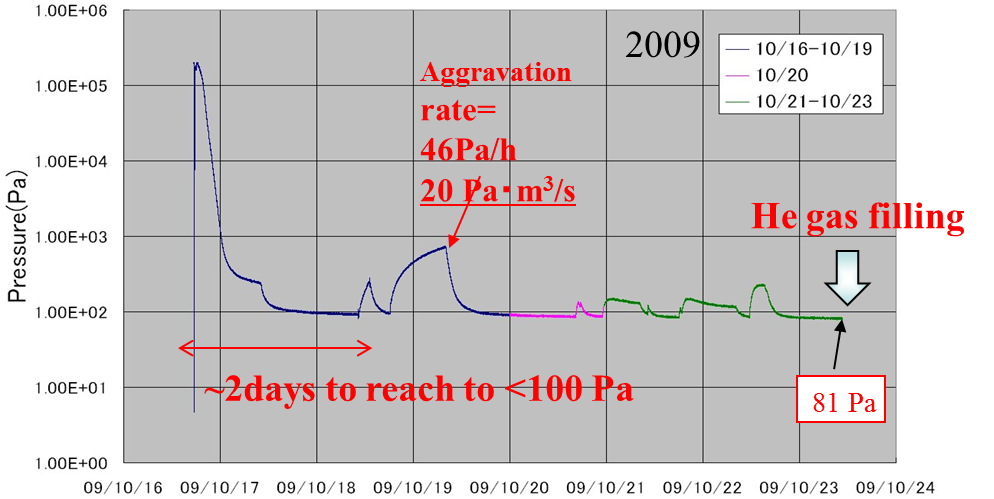 1.00E+06
1.00E+05
1.00E+04
1.00E+03
1.00E+02
1.00E+01
1.00E+00
Pressure(Pa)
2009
10/16-10/19
10/20
10/21-10/23
Aggravation
rate=
46Pa/h
20 Pa・m³/s
He gas filling
~2days to reach to <100 Pa
81 Pa
09/10/16 09/10/17 09/10/18 09/10/19 09/10/20 09/10/21 09/10/22 09/10/23 09/10/24